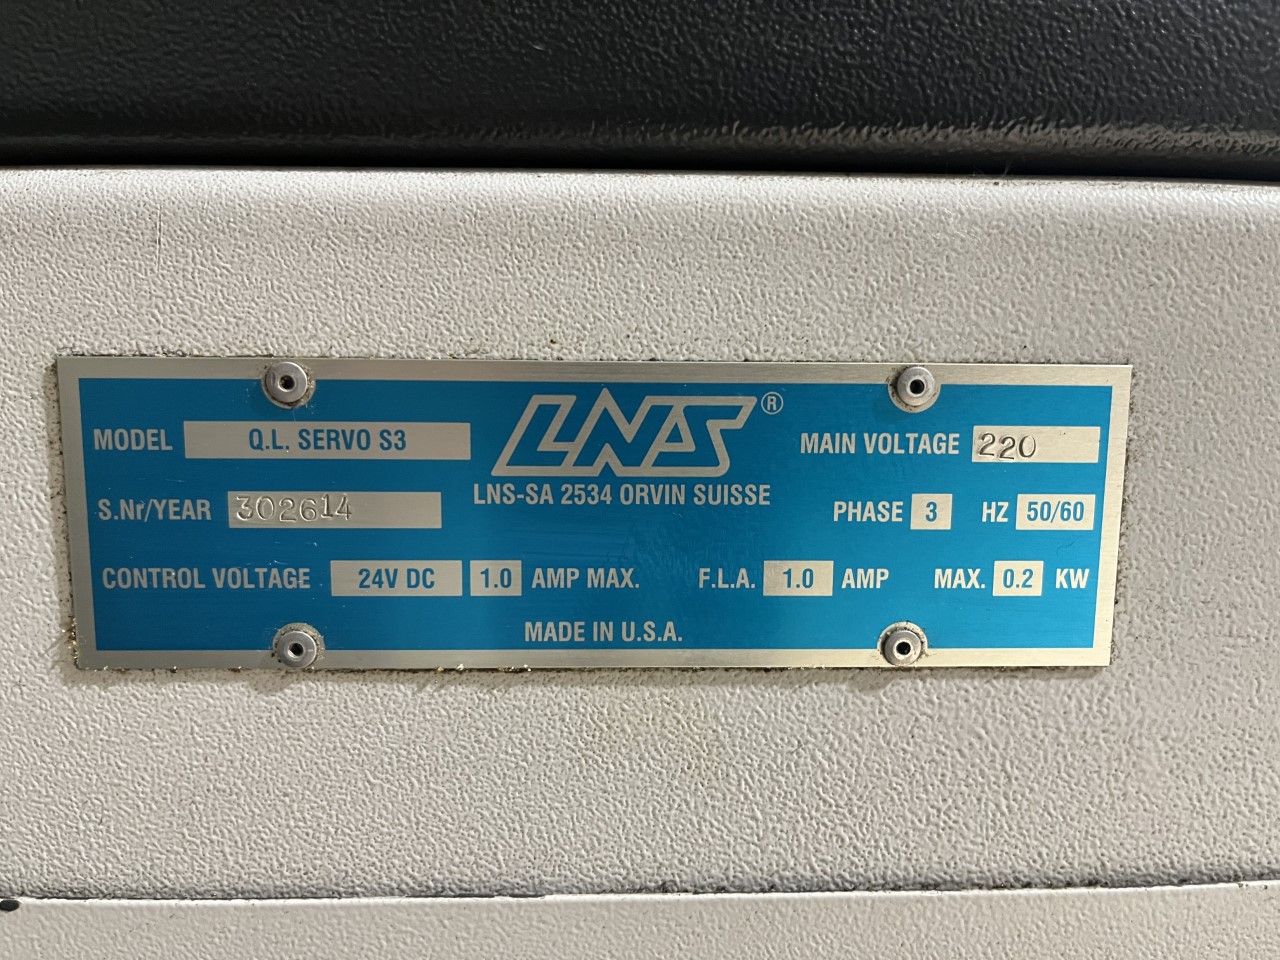 LNS®
LNS-SA 2534 ORVIN SUISSE
MODEL Q.L. SERVO S3
MAIN VOLTAGE 220
S.Nr/YEAR 302614
PHASE 3 HZ 50/60
CONTROL VOLTAGE 24V DC 1.0 AMP MAX. F.L.A. 1.0 AMP MAX. 0.2 KW
MADE IN U.S.A.